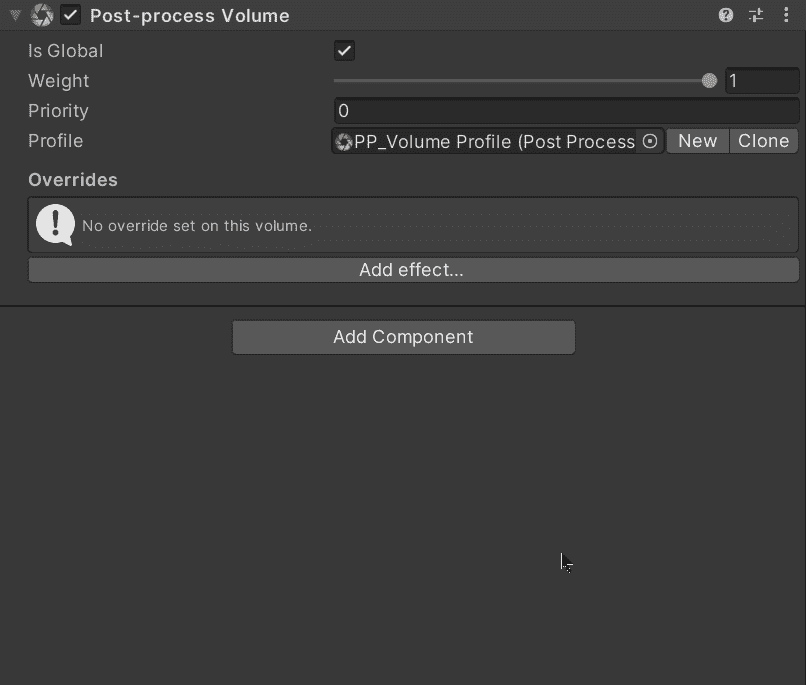 Post-process Volume
Is Global
Weight 1
Priority 0
Profile PP_Volume Profile (Post Process New Clone
Overrides
No override set on this volume.
Add effect...
Add Component